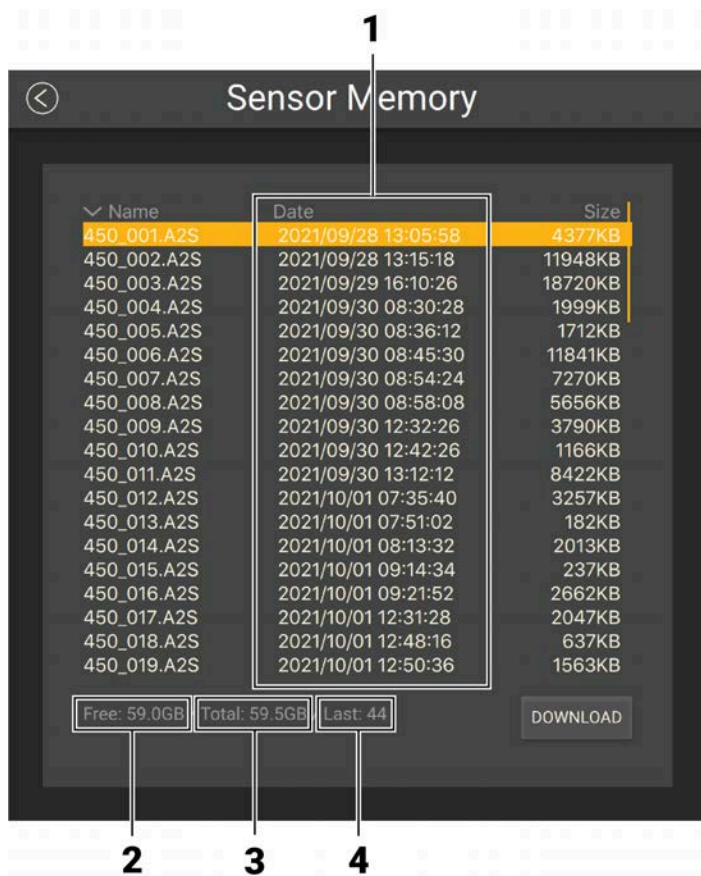 1
Sensor Memory
Name Date Size
450_001.A2S 2021/09/28 13:05:58 4377KB
450_002.A2S 2021/09/28 13:15:18 11948KB
450_003.A2S 2021/09/29 16:10:26 18720KB
450_004.A2S 2021/09/30 08:30:28 1999KB
450_005.A2S 2021/09/30 08:36:12 1712KB
450_006.A2S 2021/09/30 08:45:30 11841KB
450_007.A2S 2021/09/30 08:54:24 7270KB
450_008.A2S 2021/09/30 08:58:08 5656KB
450_009.A2S 2021/09/30 12:32:26 3790KB
450_010.A2S 2021/09/30 12:42:26 1166KB
450_011.A2S 2021/09/30 13:12:12 8422KB
450_012.A2S 2021/10/01 07:35:40 3257KB
450_013.A2S 2021/10/01 07:51:02 182KB
450_014.A2S 2021/10/01 08:13:32 2013KB
450_015.A2S 2021/10/01 09:14:34 237KB
450_016.A2S 2021/10/01 09:21:52 2662KB
450_017.A2S 2021/10/01 12:31:28 2047KB
450_018.A2S 2021/10/01 12:48:16 637KB
450_019.A2S 2021/10/01 12:50:36 1563KB
Free: 59.0GB / Total: 59.5GB / Last: 44 DOWNLOAD
2 3 4